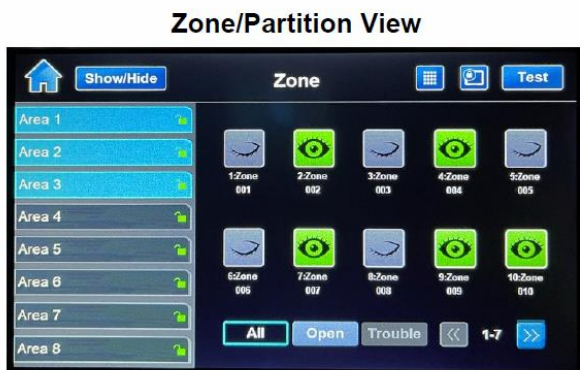 Zone/Partition View
Show/Hide
Zone
Test
Area 1
Area 2
Area 3
Area 4
Area 5
Area 6
Area 7
Area 8
1:Zone 2:Zone 3:Zone 4:Zone 5:Zone
001 002 003 004 005
6:Zone 7:Zone 8:Zone 9:Zone 10:Zone
006 007 008 009 010
All Open Trouble << 1-7 >>